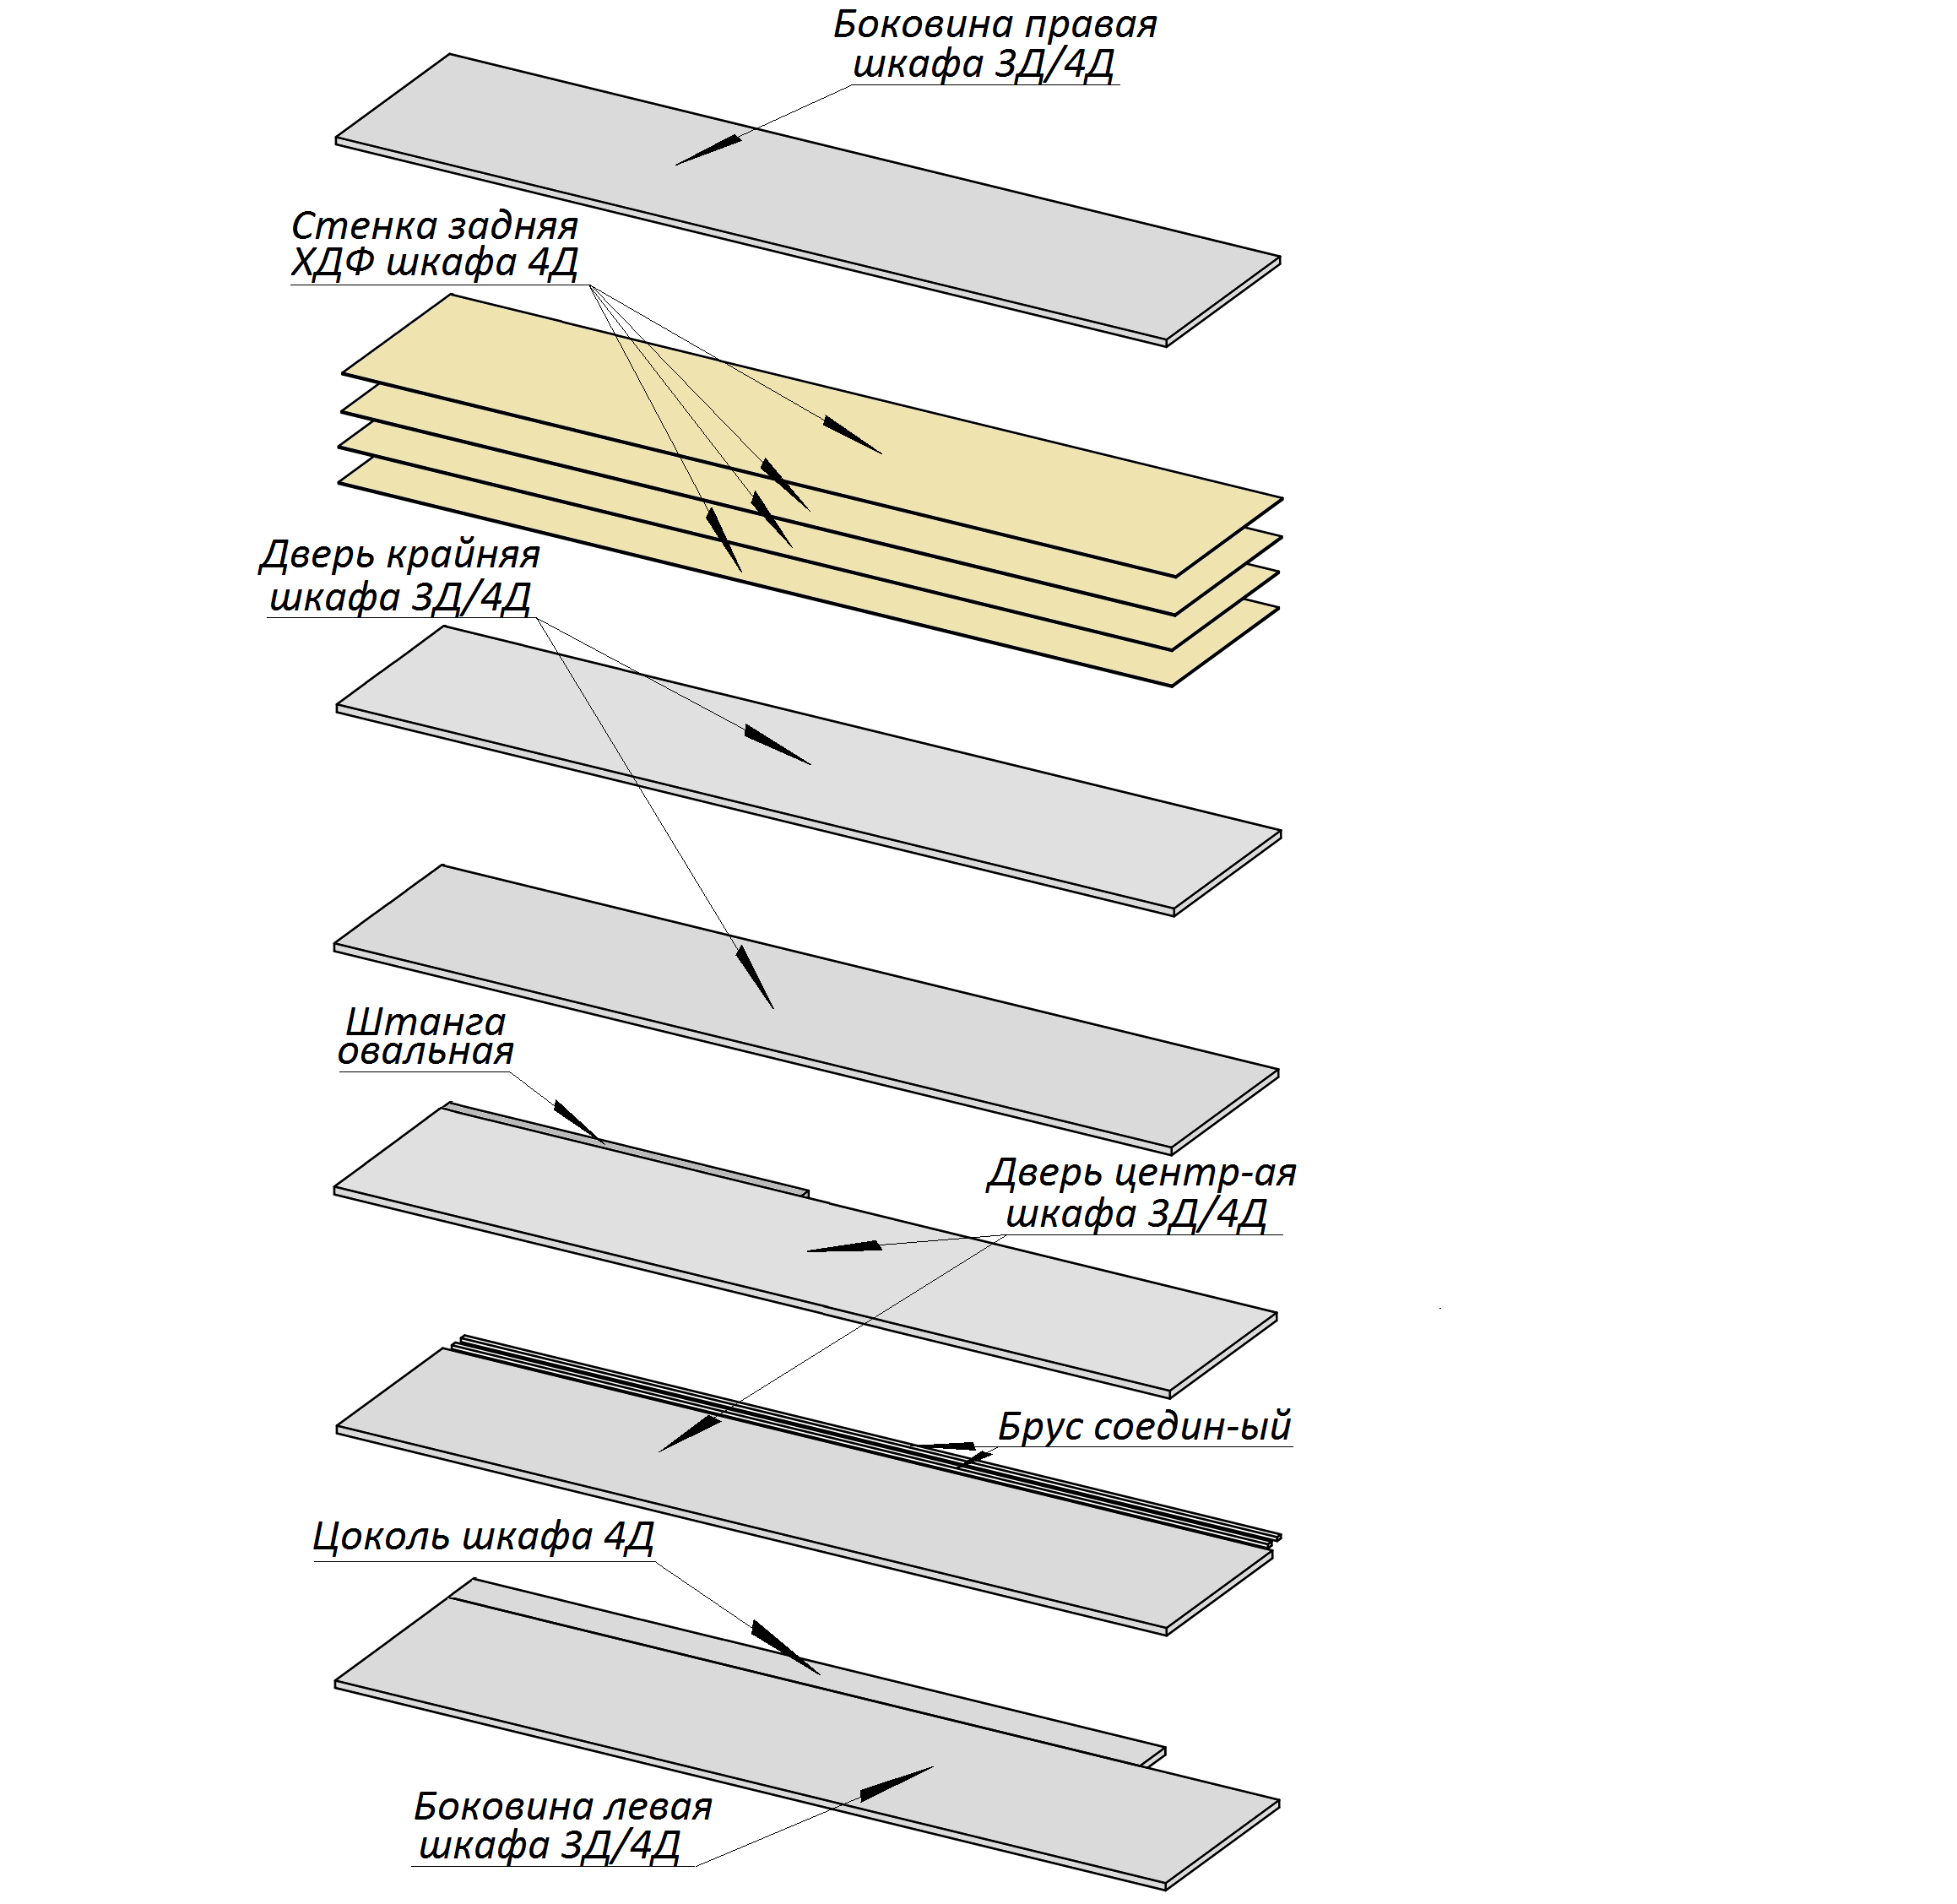 Боковина правая
шкафа 3Д/4Д
Стенка задняя
ХДФ шкафа 4Д
Дверь крайняя
шкафа 3Д/4Д
Штанга
овальная
Дверь центр-ая
шкафа 3Д/4Д
Брус соедин-ый
Цоколь шкафа 4Д
Боковина левая
шкафа 3Д/4Д